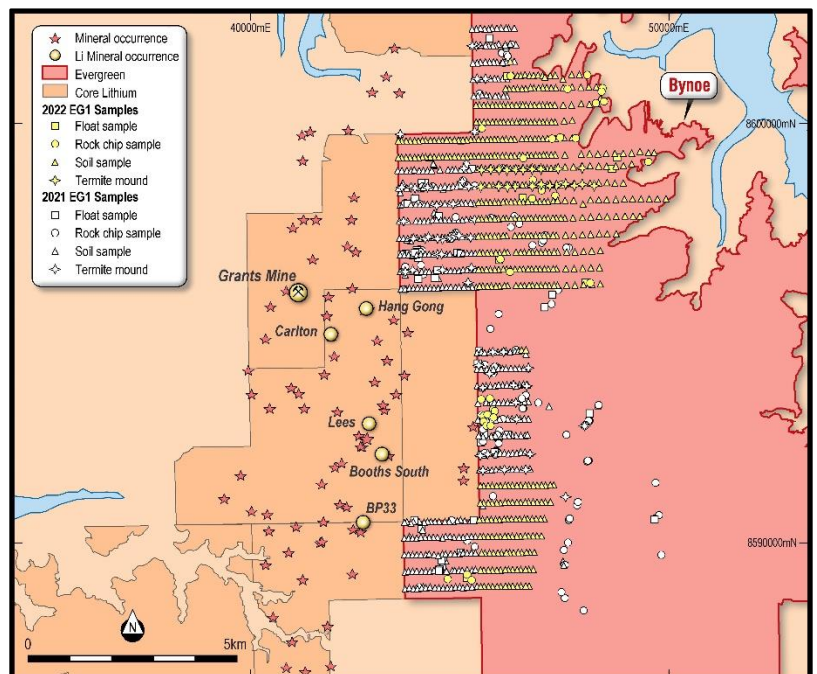 40000mE
50000mE
Mineral occurrence
Li Mineral occurrence
Evergreen
Core Lithium
2022 EG1 Samples
Float sample
Rock chip sample
Soil sample
Termite mound
2021 EG1 Samples
Float sample
Rock chip sample
Soil sample
Termite mound
Bynoe
8600000mN
Grants Mine
Hang Gong
Carlton
Lees
Booths South
BP33
8590000mN
N
0
5km